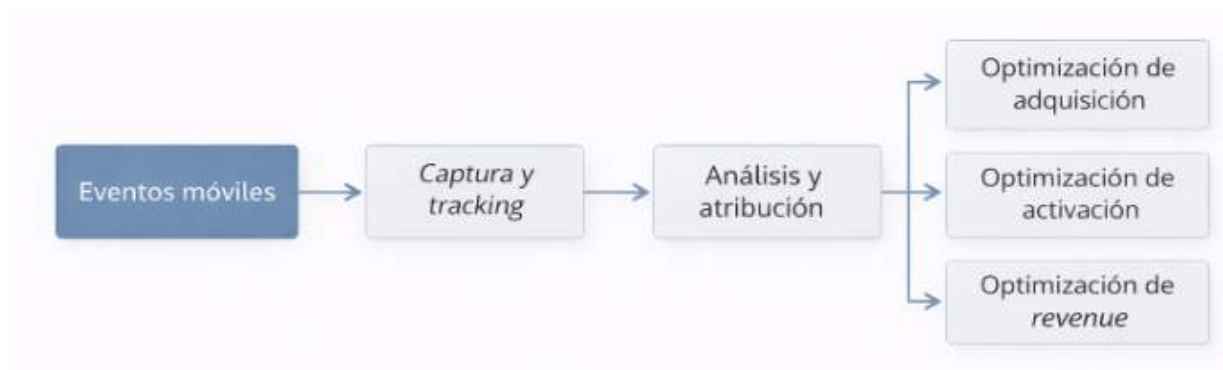 Optimización de
adquisición
Eventos móviles
Captura y
tracking
Análisis y
atribución
Optimización de
activación
Optimización de
revenue